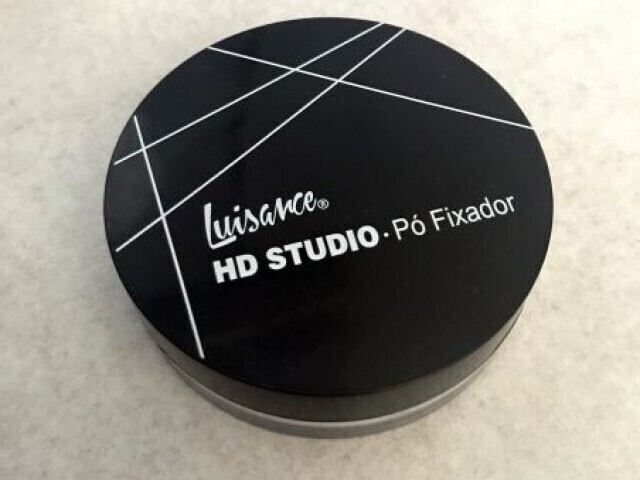 Luisance®
HD STUDIO · Pó Fixador